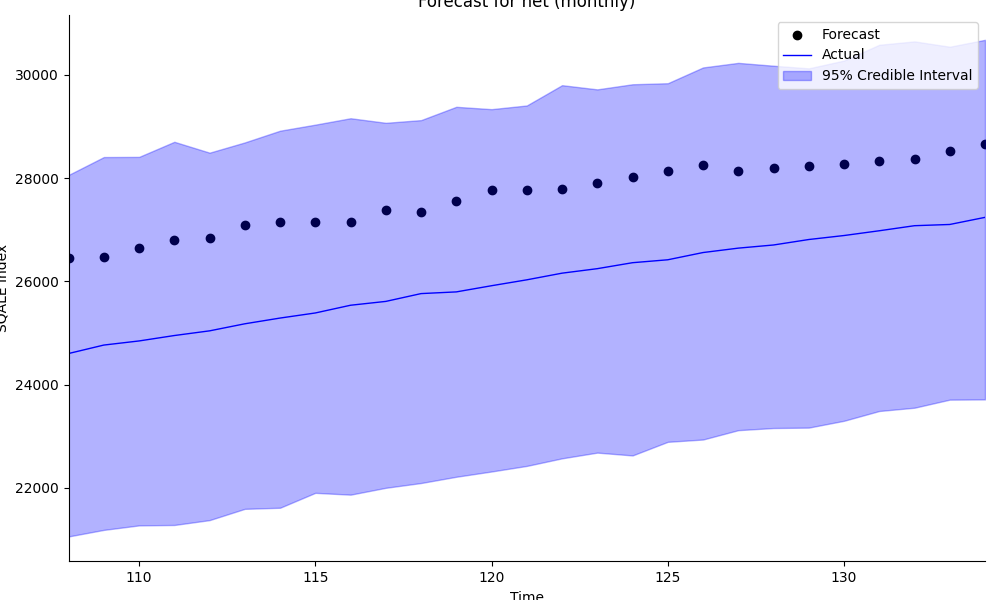 Forecast for net (monthly)
Forecast
Actual
95% Credible Interval
30000
28000
26000
24000
22000
SQALE Index
110
115
120
125
130
Time